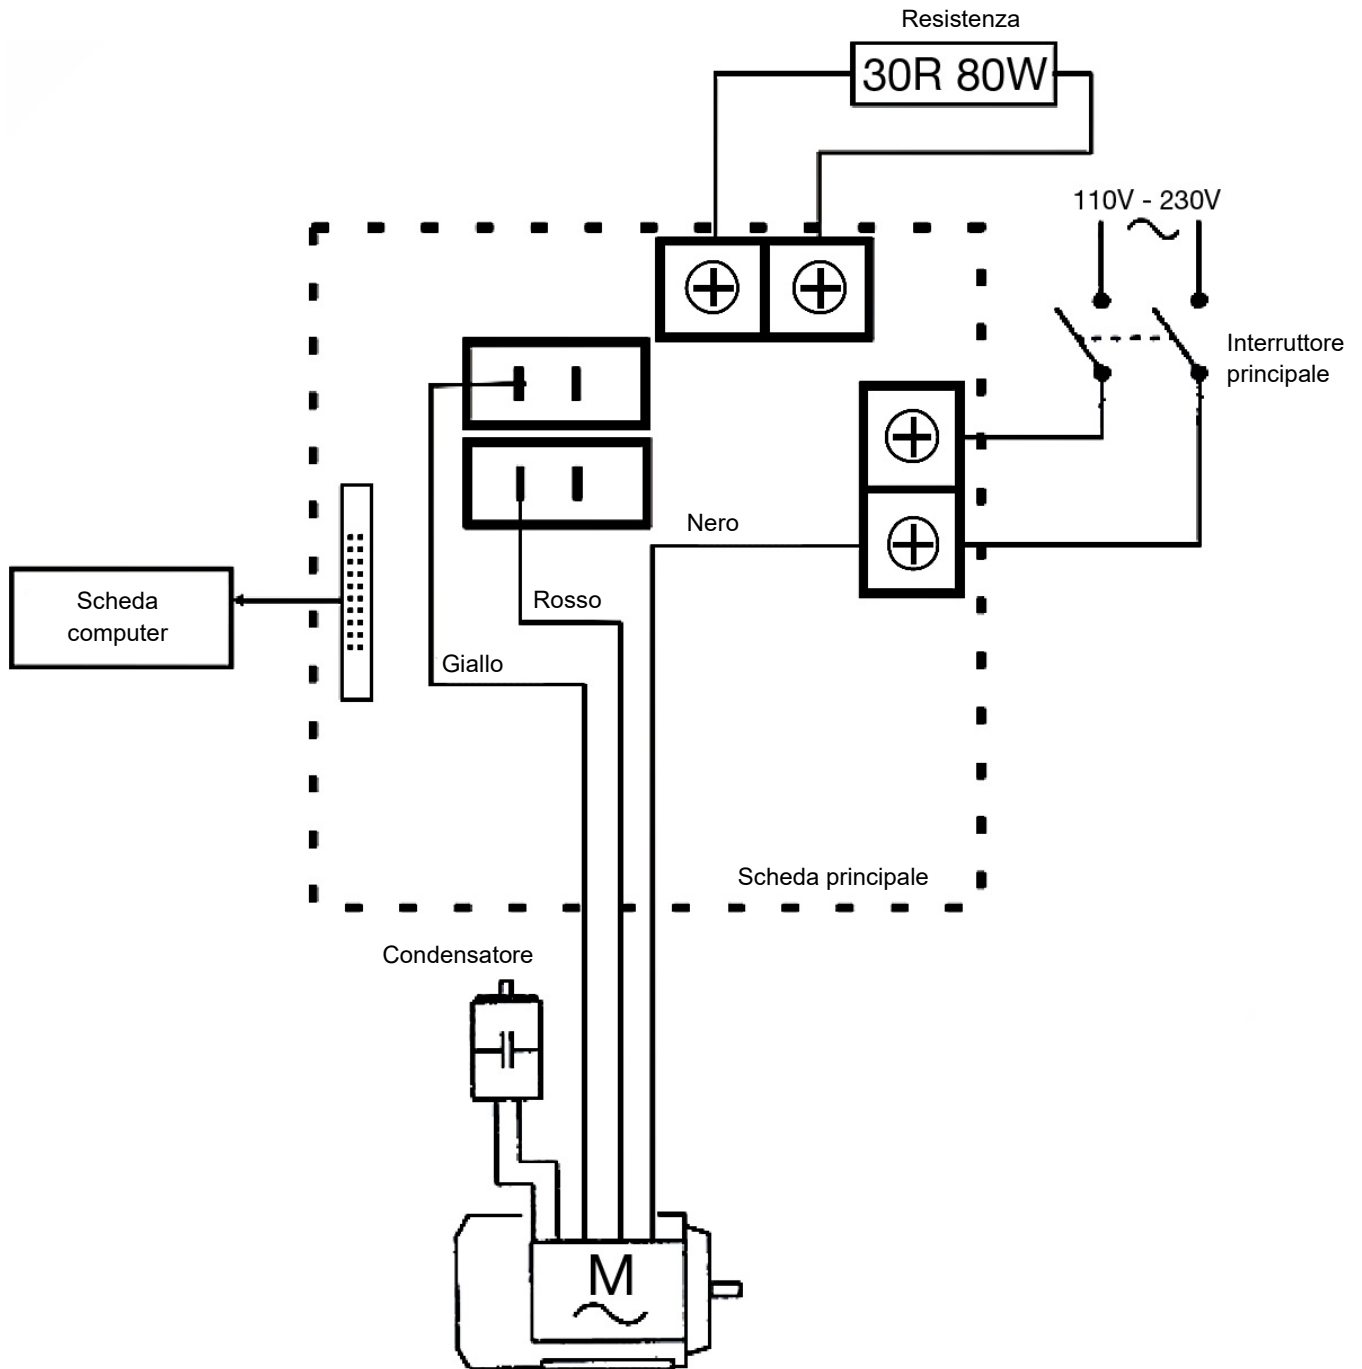 Resistenza
30R 80W
110V - 230V
Interruttore
principale
Nero
Rosso
Scheda
computer
Giallo
Scheda principale
Condensatore
M